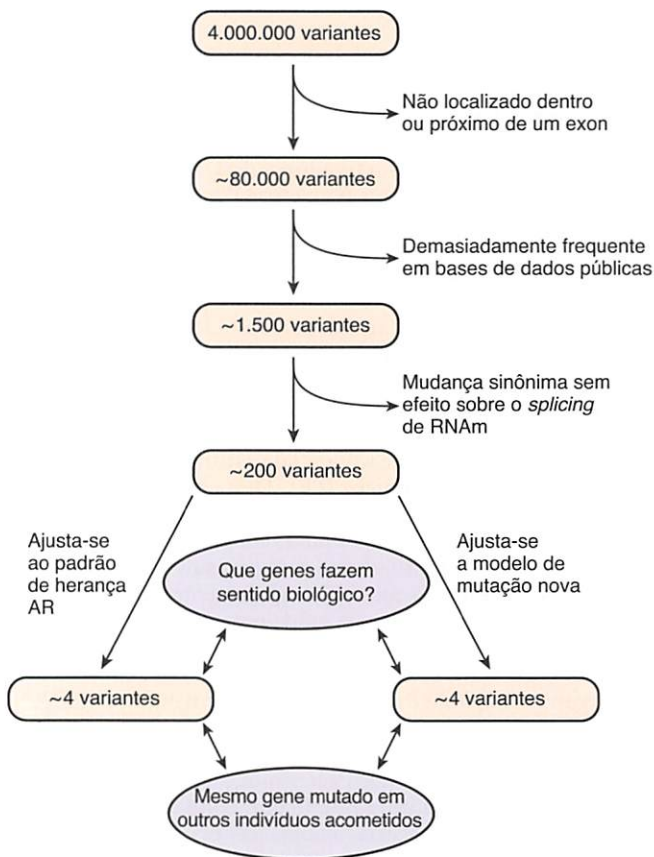 4.000.000 variantes
Não localizado dentro
ou próximo de um exon
~80.000 variantes
Demasiadamente frequente
em bases de dados públicas
~1.500 variantes
Mudança sinônima sem
efeito sobre o splicing
de RNAm
~200 variantes
Ajusta-se
ao padrão
de herança
AR
Que genes fazem
sentido biológico?
Ajusta-se
a modelo de
mutação nova
~4 variantes
~4 variantes
Mesmo gene mutado em
outros indivíduos acometidos